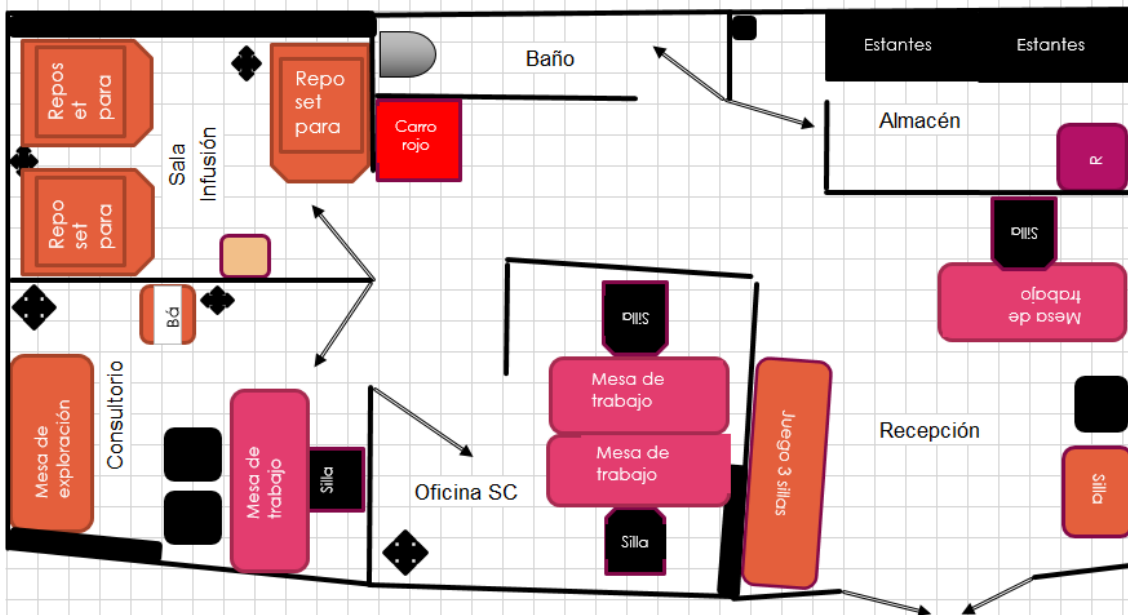 Repos
et
para
Repo
set
para
Repo
set
para
Sala
Infusión
Baño
Carro
rojo
Estantes
Estantes
Almacén
R
Silla
Mesa de
trabajo
Bá
Mesa de
exploración
Consultorio
Mesa de
trabajo
Silla
Oficina SC
Silla
Mesa de
trabajo
Mesa de
trabajo
Silla
Juego 3 sillas
Recepción
Silla